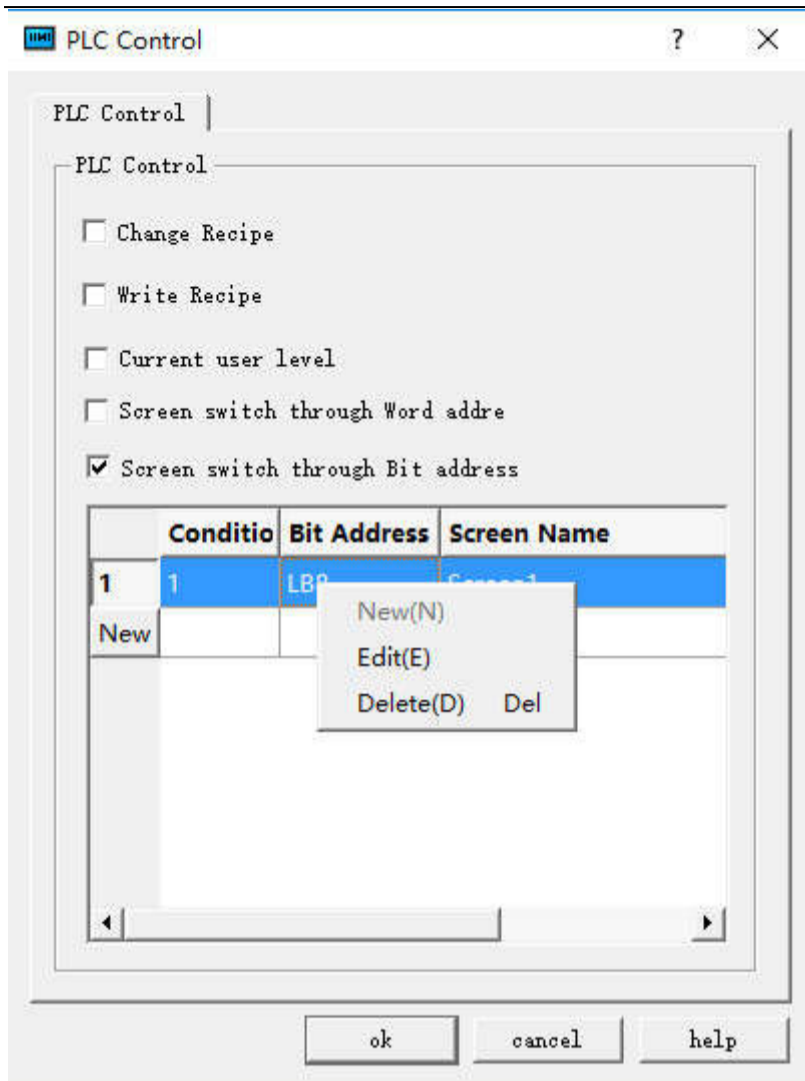 PLC Control ?
PLC Control
PLC Control
Change Recipe
Write Recipe
Current user level
Screen switch through Word addre
Screen switch through Bit address
Conditio Bit Address Screen Name
1 1
New
New(N)
Edit(E)
Delete(D) Del
ok cancel help